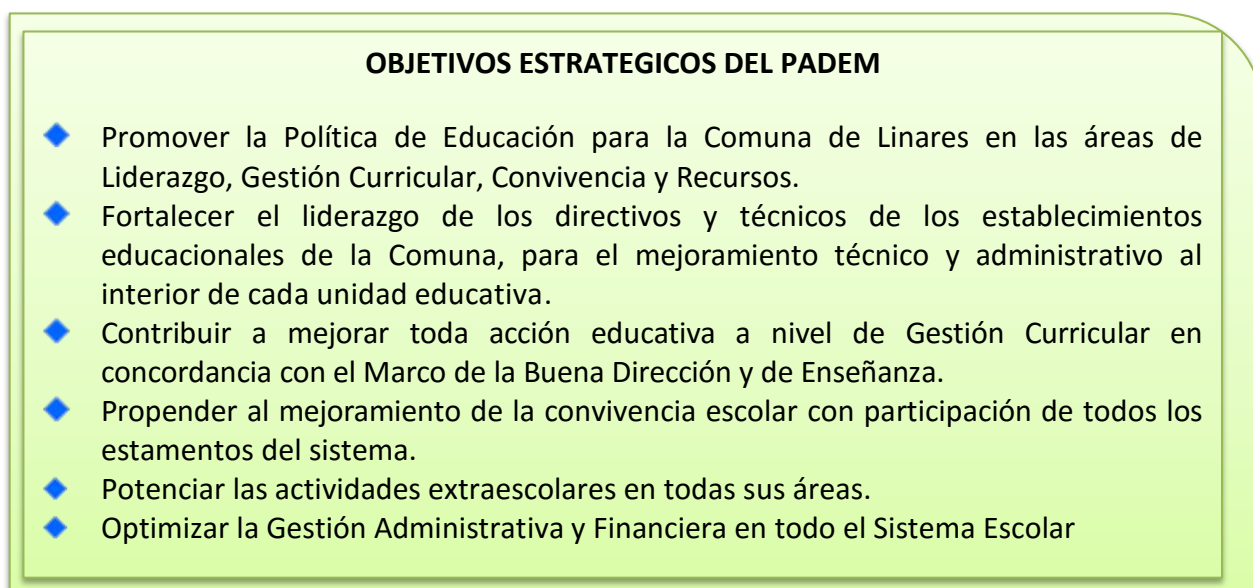 OBJETIVOS ESTRATEGICOS DEL PADEM
Promover la Política de Educación para la Comuna de Linares en las áreas de
Liderazgo, Gestión Curricular, Convivencia y Recursos.
Fortalecer el liderazgo de los directivos y técnicos de los establecimientos
educacionales de la Comuna, para el mejoramiento técnico y administrativo al
interior de cada unidad educativa.
Contribuir a mejorar toda acción educativa a nivel de Gestión Curricular en
concordancia con el Marco de la Buena Dirección y de Enseñanza.
Propender al mejoramiento de la convivencia escolar con participación de todos los
estamentos del sistema.
Potenciar las actividades extraescolares en todas sus áreas.
Optimizar la Gestión Administrativa y Financiera en todo el Sistema Escolar